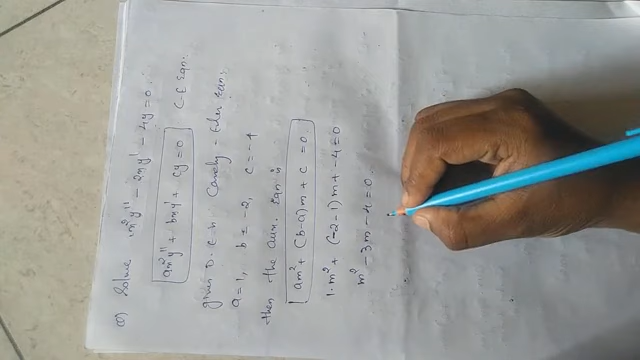 Q) Solve x²y'' - 2xy' - 4y = 0.
ax²y'' + bxy' + cy = 0 C-E Eqn.
given D.E is Cauchy-Euler Eqn.
a = 1, b = -2, c = -4
then the aux. Eqn is
am² + (b-a)m + c = 0
1·m² + (-2-1)m + -4 = 0
m² - 3m - 4 = 0.